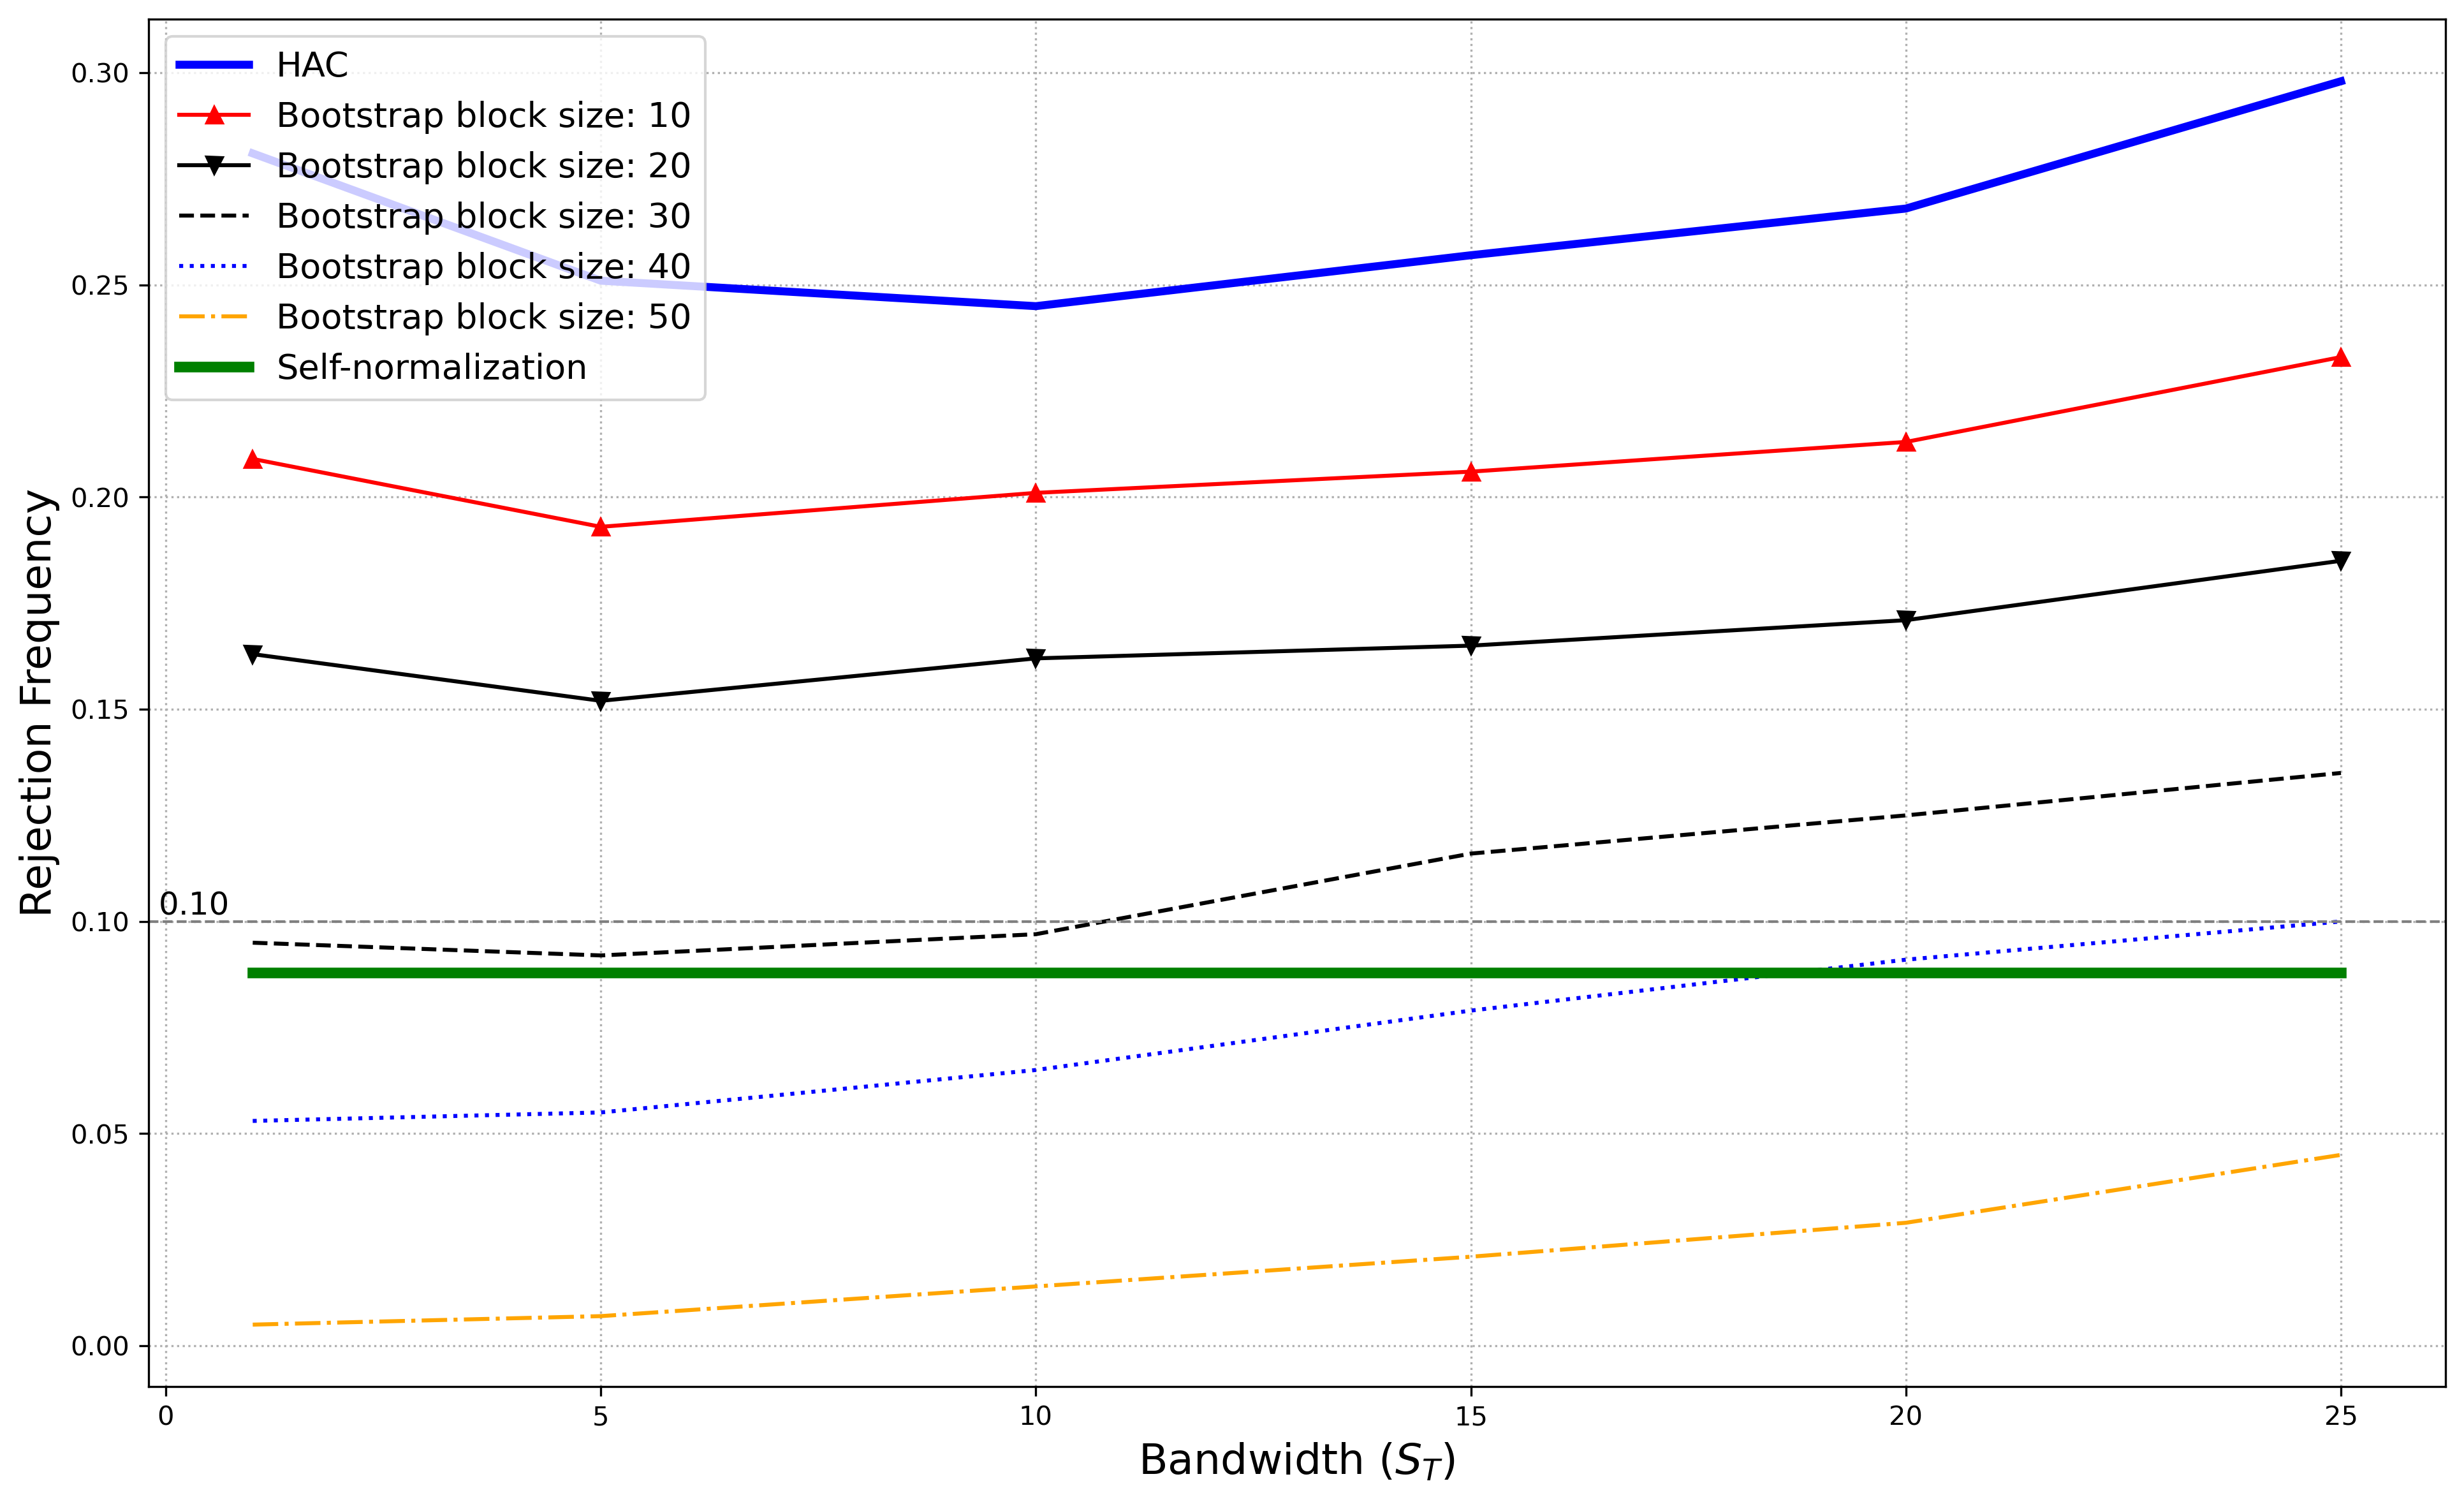 HAC
Bootstrap block size: 10
Bootstrap block size: 20
Bootstrap block size: 30
Bootstrap block size: 40
Bootstrap block size: 50
Self-normalization
Rejection Frequency
0.30
0.25
0.20
0.15
0.10
0.10
0.05
0.00
0 5 10 15 20 25
Bandwidth (S_T)